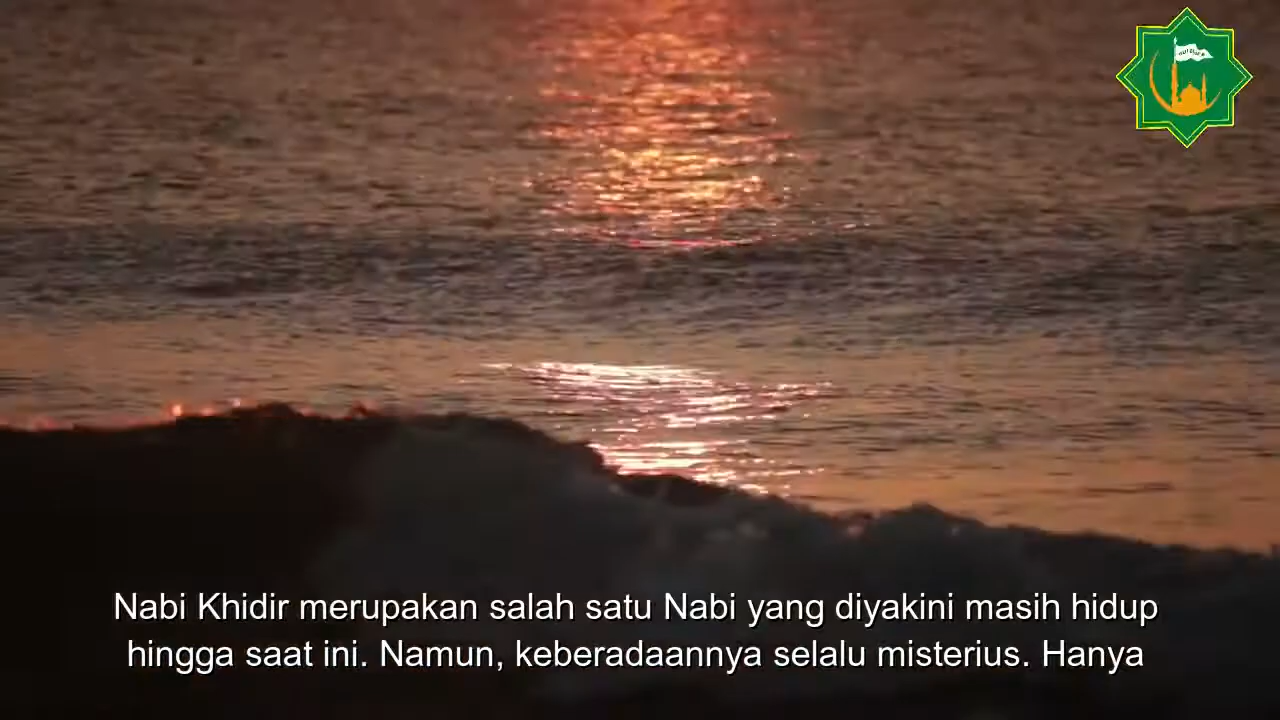 Nabi Khidir merupakan salah satu Nabi yang diyakini masih hidup
hingga saat ini. Namun, keberadaannya selalu misterius. Hanya